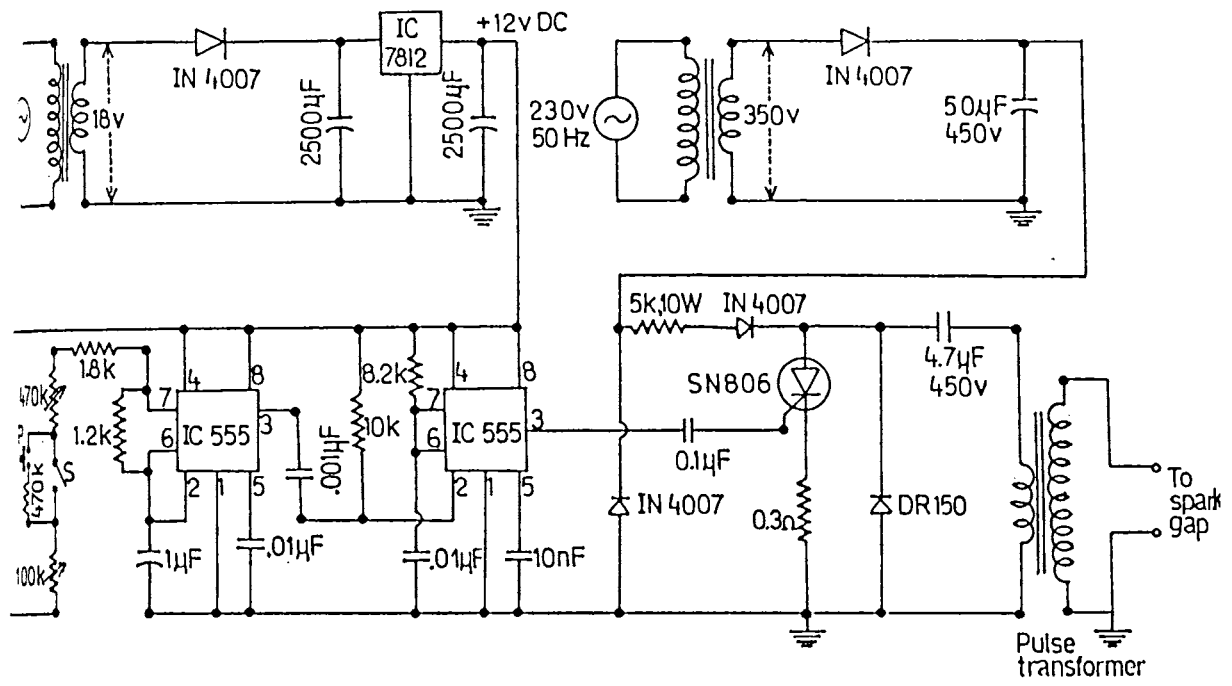 IC
7812
+12v DC
IN 4007
18v
2500µF
2500µF
230v
50 Hz
350v
IN 4007
50µF
450v
5k,10W
IN 4007
4.7µF
450v
SN806
1.8k
470k
1.2k
470k
S
100k
7
4
8
6
3
IC 555
2
1
5
1µF
.01µF
.001µF
10k
8.2k
7
4
8
6
3
IC 555
2
1
5
.01µF
10nF
0.1µF
IN 4007
0.3Ω
DR150
To
spark
gap
Pulse
transformer